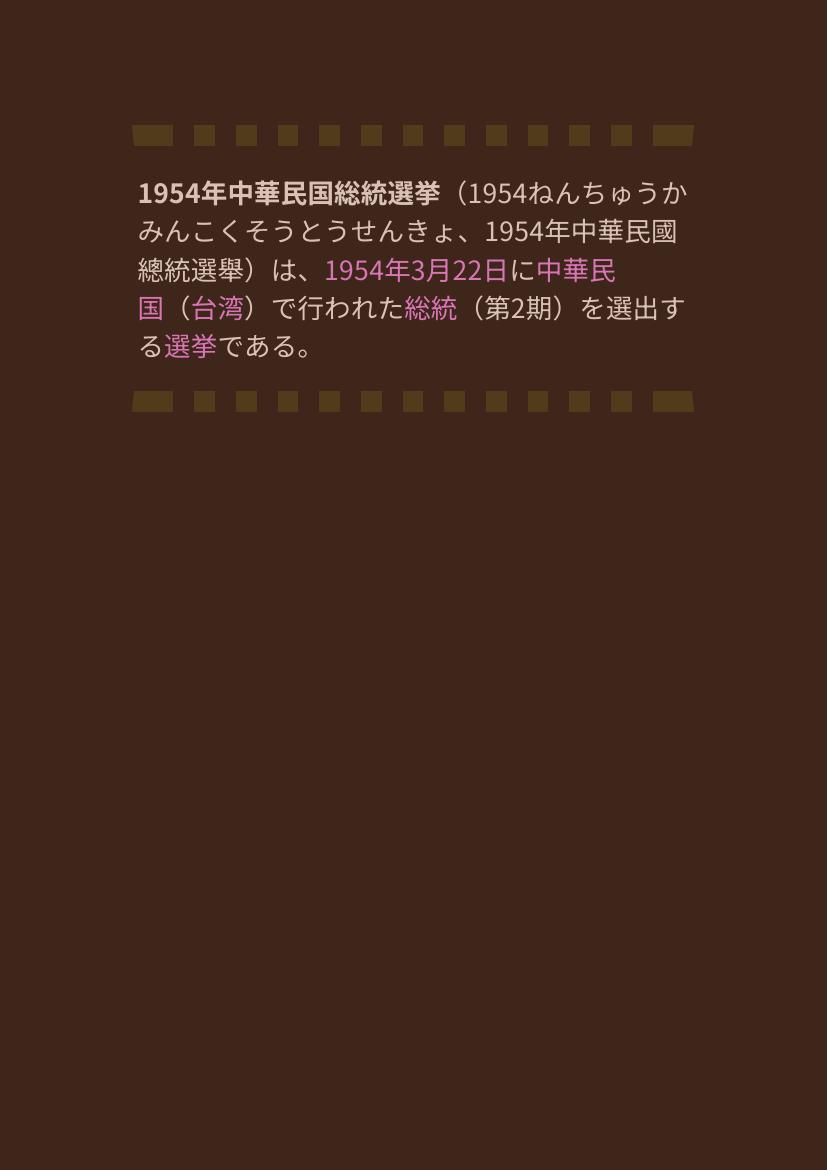 1954年中華民国総統選挙（1954ねんちゅうか
みんこくそうとうせんきょ、1954年中華民國
總統選舉）は、1954年3月22日に中華民
国（台湾）で行われた総統（第2期）を選出す
る選挙である。